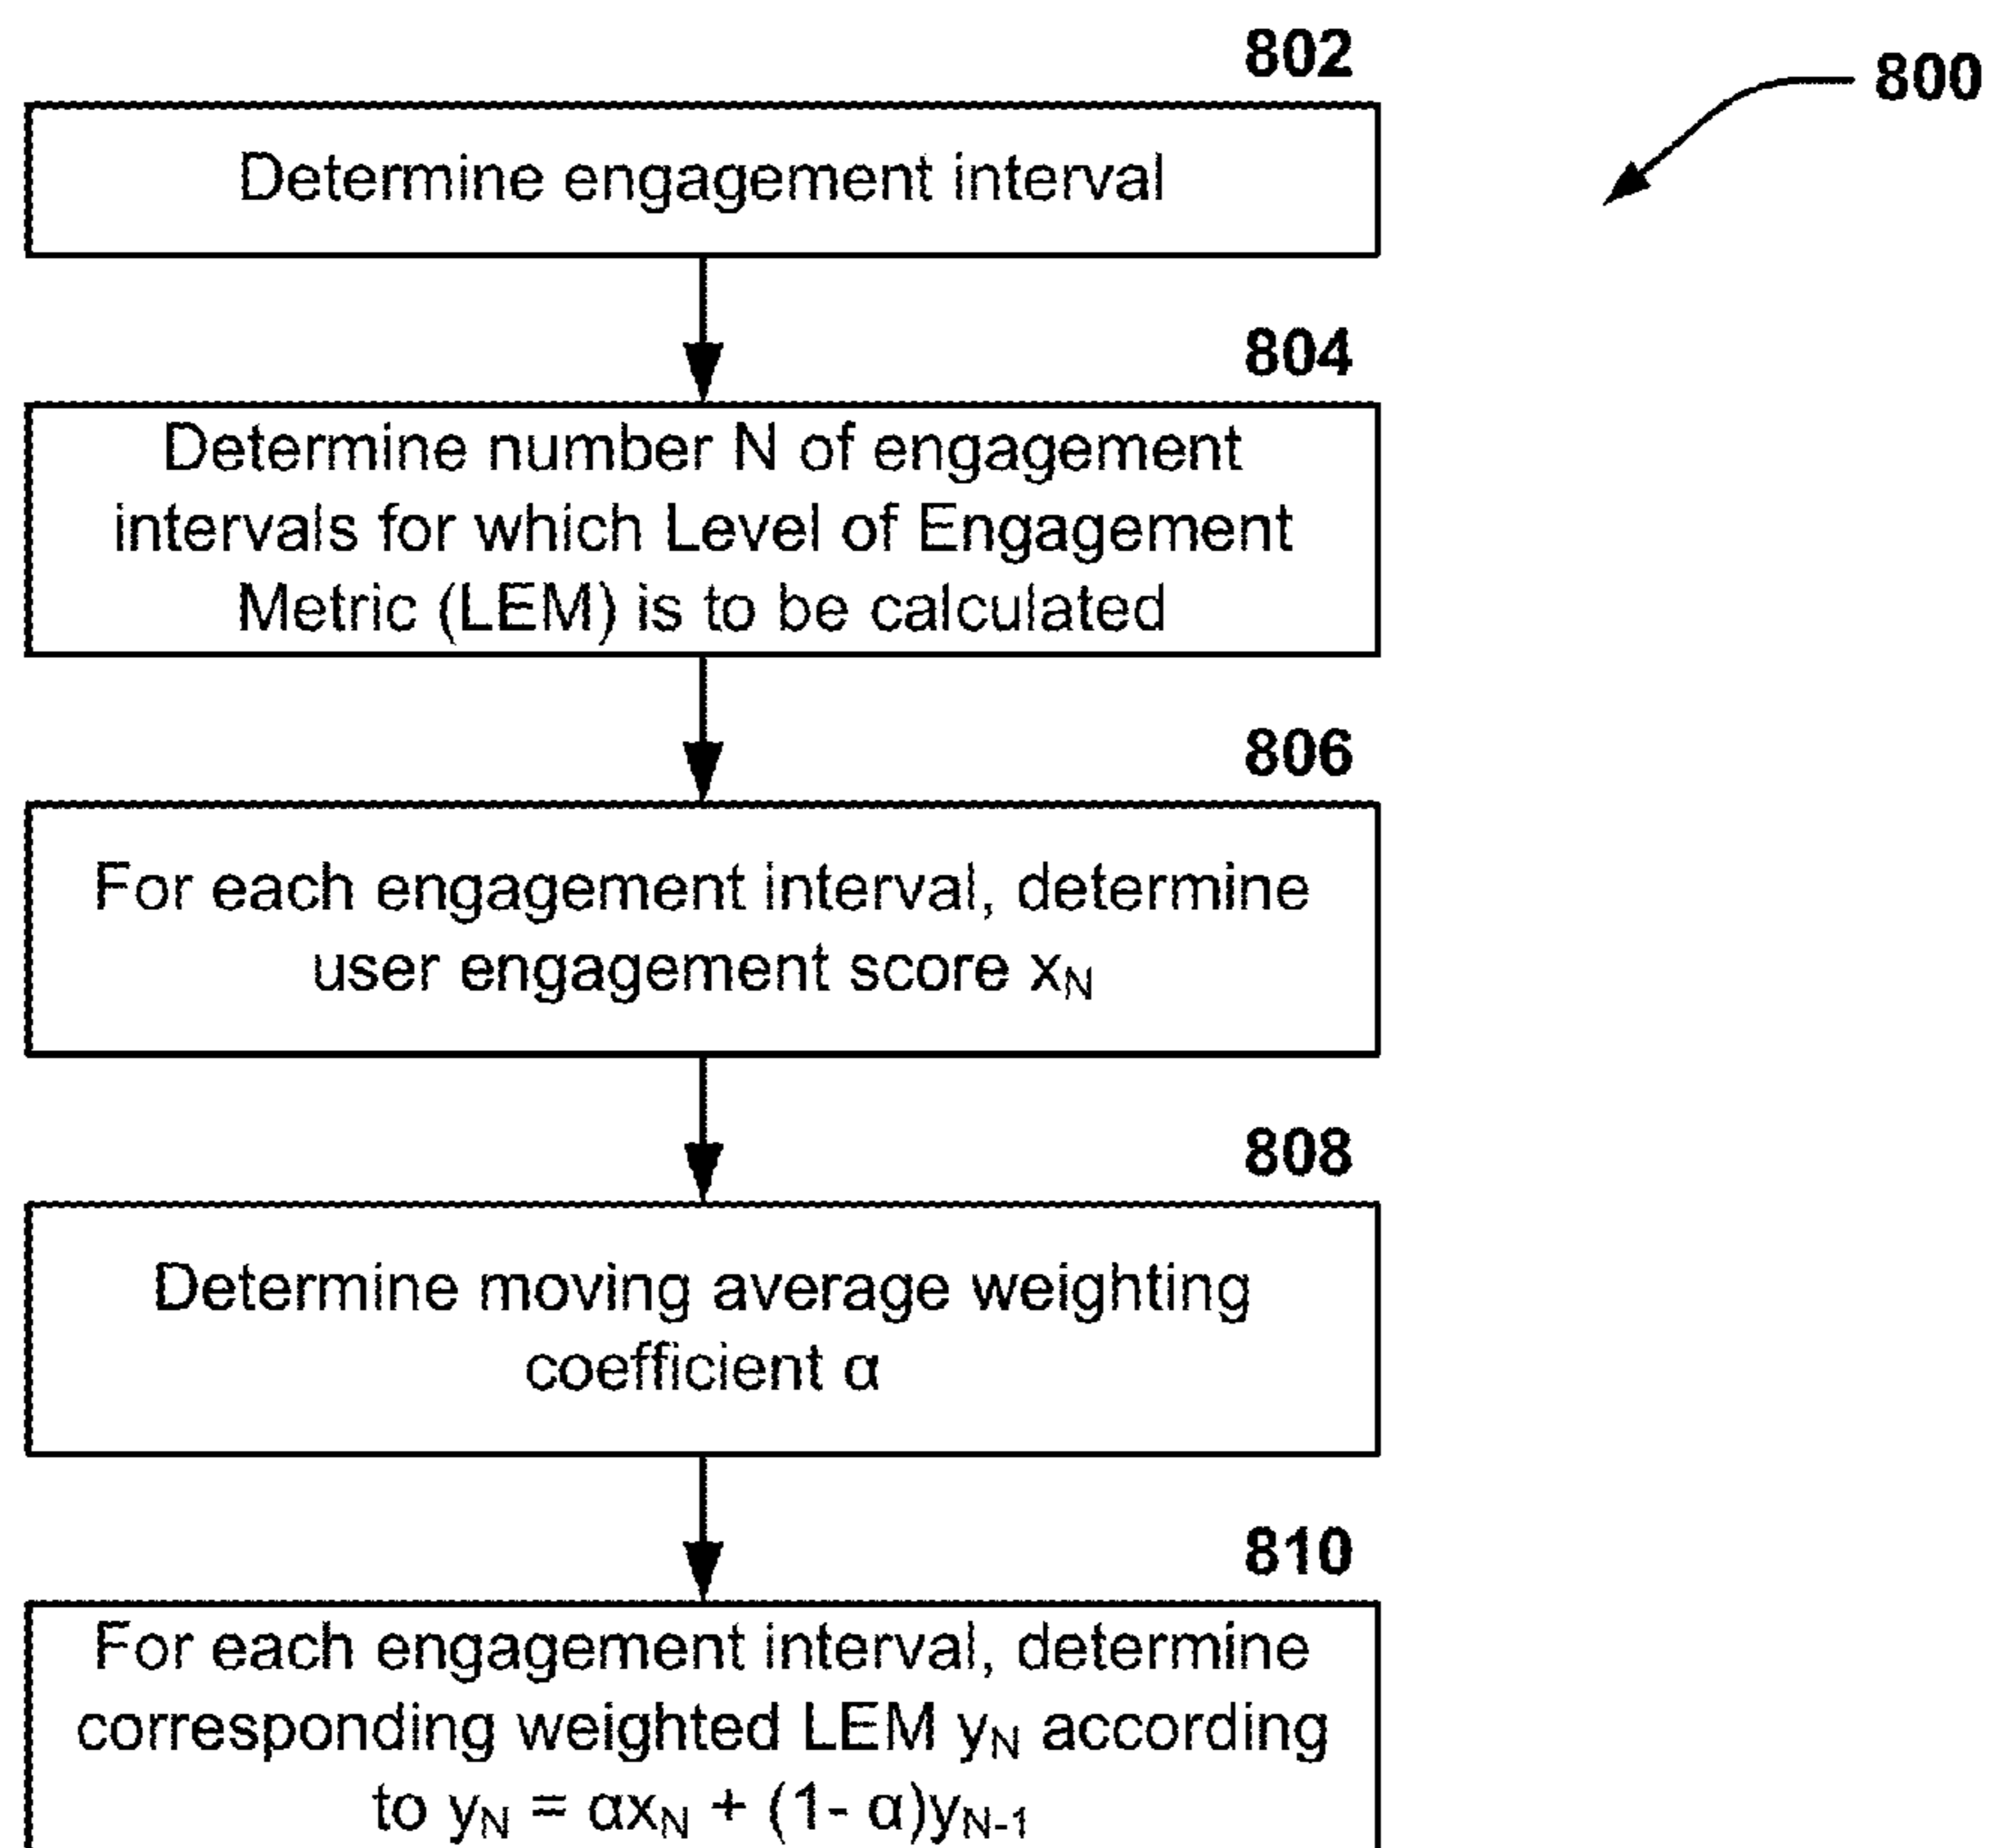 802
800
Determine engagement interval
804
Determine number N of engagement
intervals for which Level of Engagement
Metric (LEM) is to be calculated
806
For each engagement interval, determine
user engagement score xN
808
Determine moving average weighting
coefficient α
810
For each engagement interval, determine
corresponding weighted LEM yN according
to yN = αxN + (1- α)yN-1